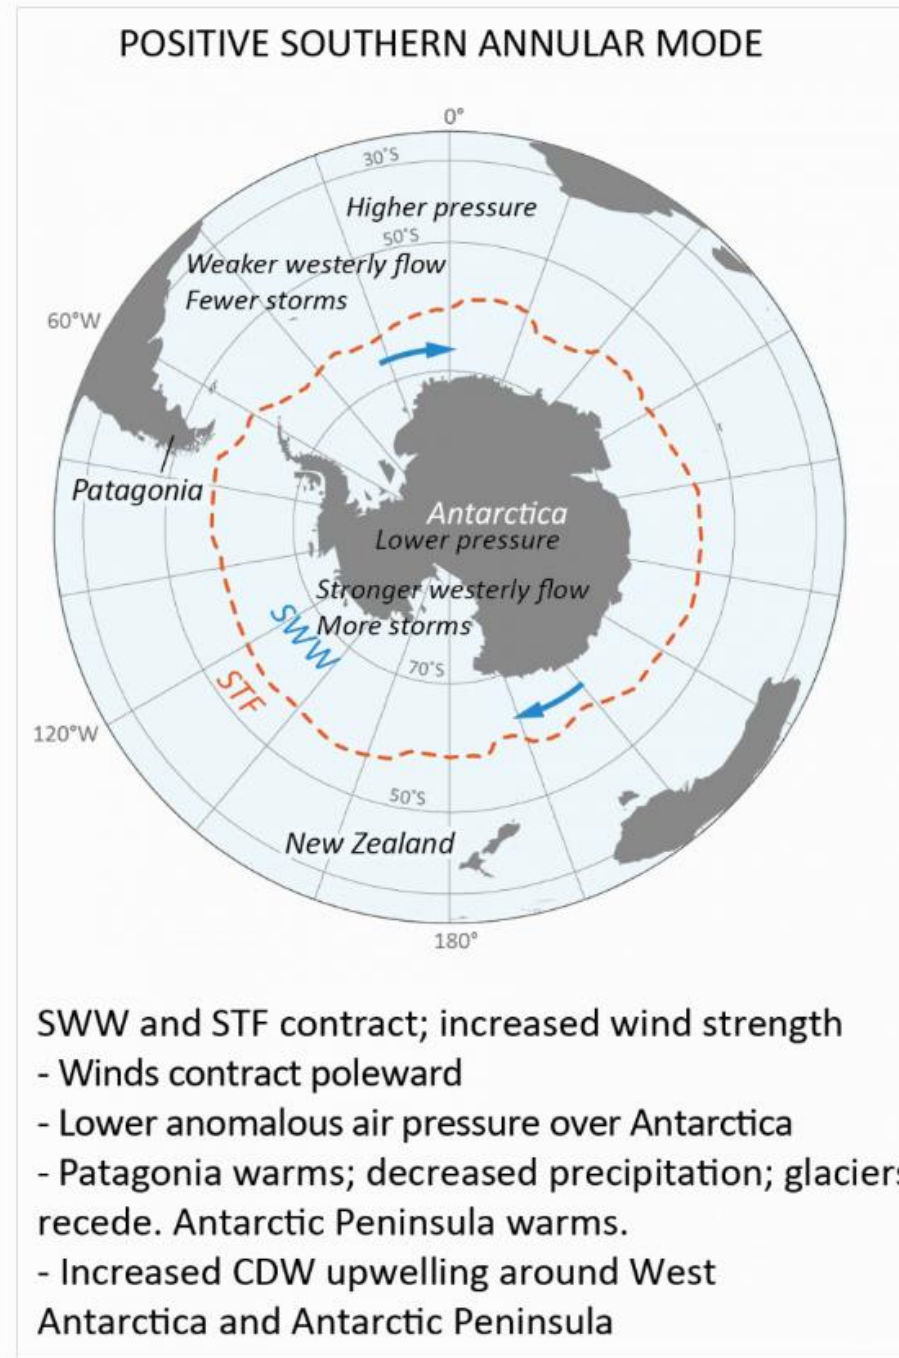 POSITIVE SOUTHERN ANNULAR MODE
0°
30°S
Higher pressure
50°S
Weaker westerly flow
Fewer storms
60°W
Patagonia
Antarctica
Lower pressure
Stronger westerly flow
More storms
SWW
70°S
STF
120°W
50°S
New Zealand
180°
SWW and STF contract; increased wind strength
- Winds contract poleward
- Lower anomalous air pressure over Antarctica
- Patagonia warms; decreased precipitation; glaciers
recede. Antarctic Peninsula warms.
- Increased CDW upwelling around West
Antarctica and Antarctic Peninsula